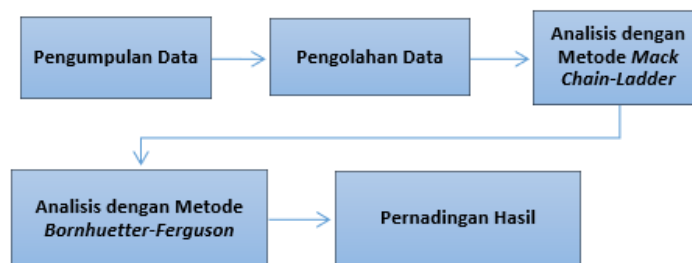 Pengumpulan Data
Pengolahan Data
Analisis dengan
Metode Mack
Chain-Ladder
Analisis dengan Metode
Bornhuetter-Ferguson
Pernadingan Hasil